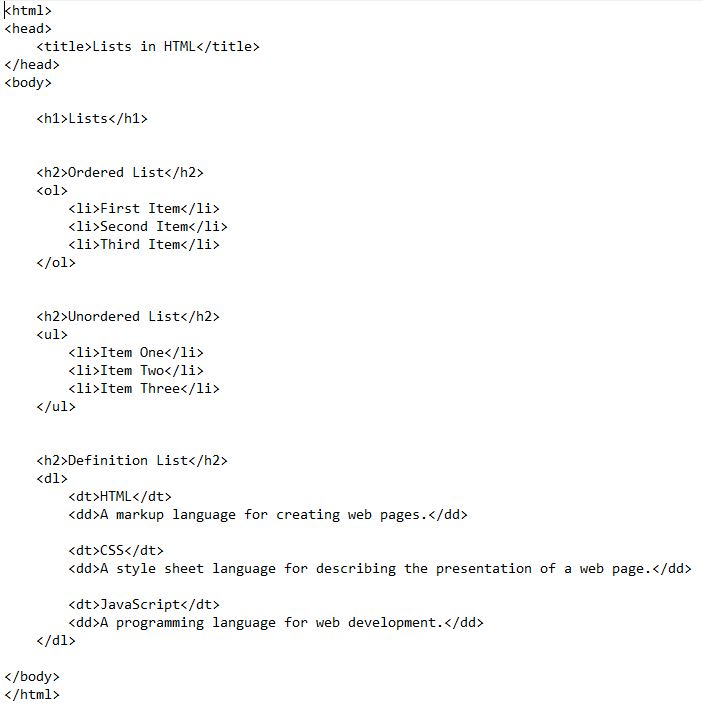 <html>
<head>
    <title>Lists in HTML</title>
</head>
<body>

    <h1>Lists</h1>


    <h2>Ordered List</h2>
    <ol>
        <li>First Item</li>
        <li>Second Item</li>
        <li>Third Item</li>
    </ol>


    <h2>Unordered List</h2>
    <ul>
        <li>Item One</li>
        <li>Item Two</li>
        <li>Item Three</li>
    </ul>


    <h2>Definition List</h2>
    <dl>
        <dt>HTML</dt>
        <dd>A markup language for creating web pages.</dd>

        <dt>CSS</dt>
        <dd>A style sheet language for describing the presentation of a web page.</dd>

        <dt>JavaScript</dt>
        <dd>A programming language for web development.</dd>
    </dl>

</body>
</html>